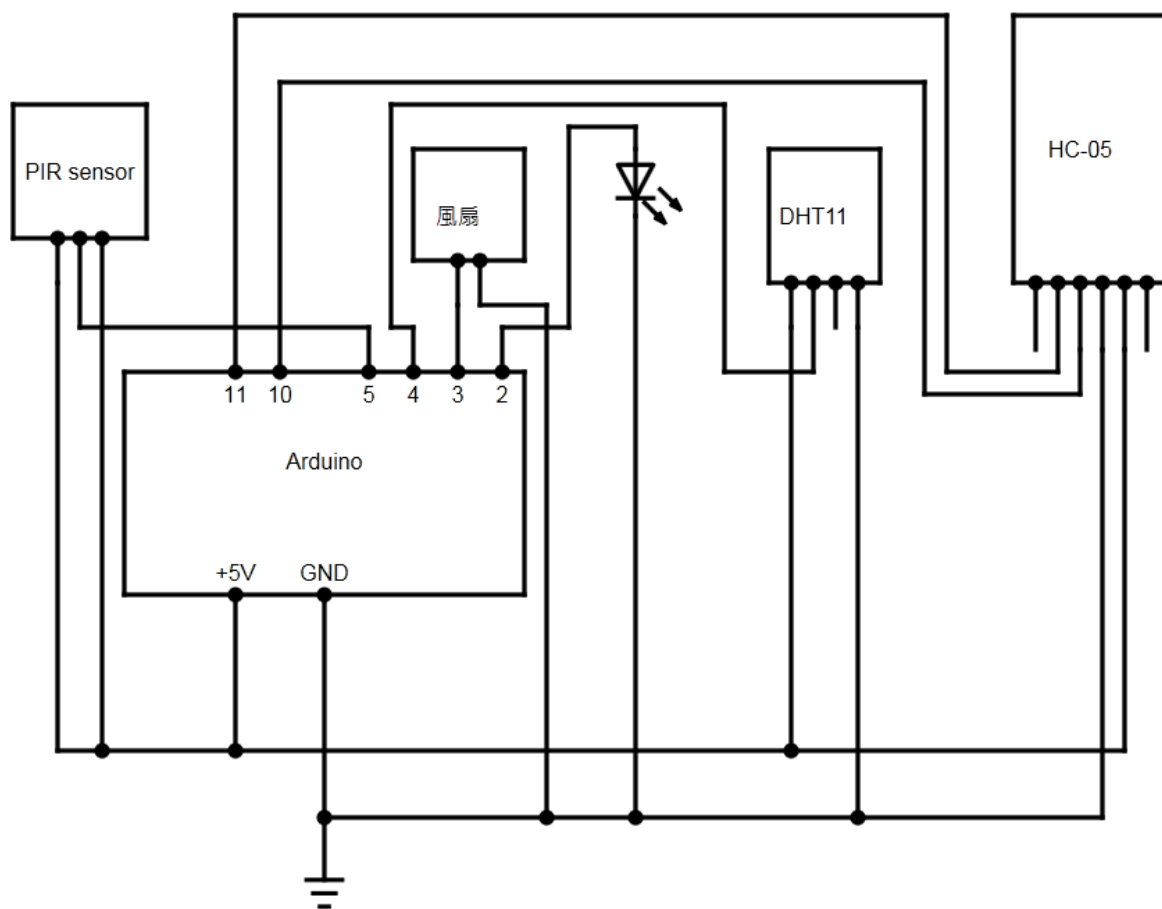 HC-05
PIR sensor
風扇
DHT11
11 10 5 4 3 2
Arduino
+5V GND